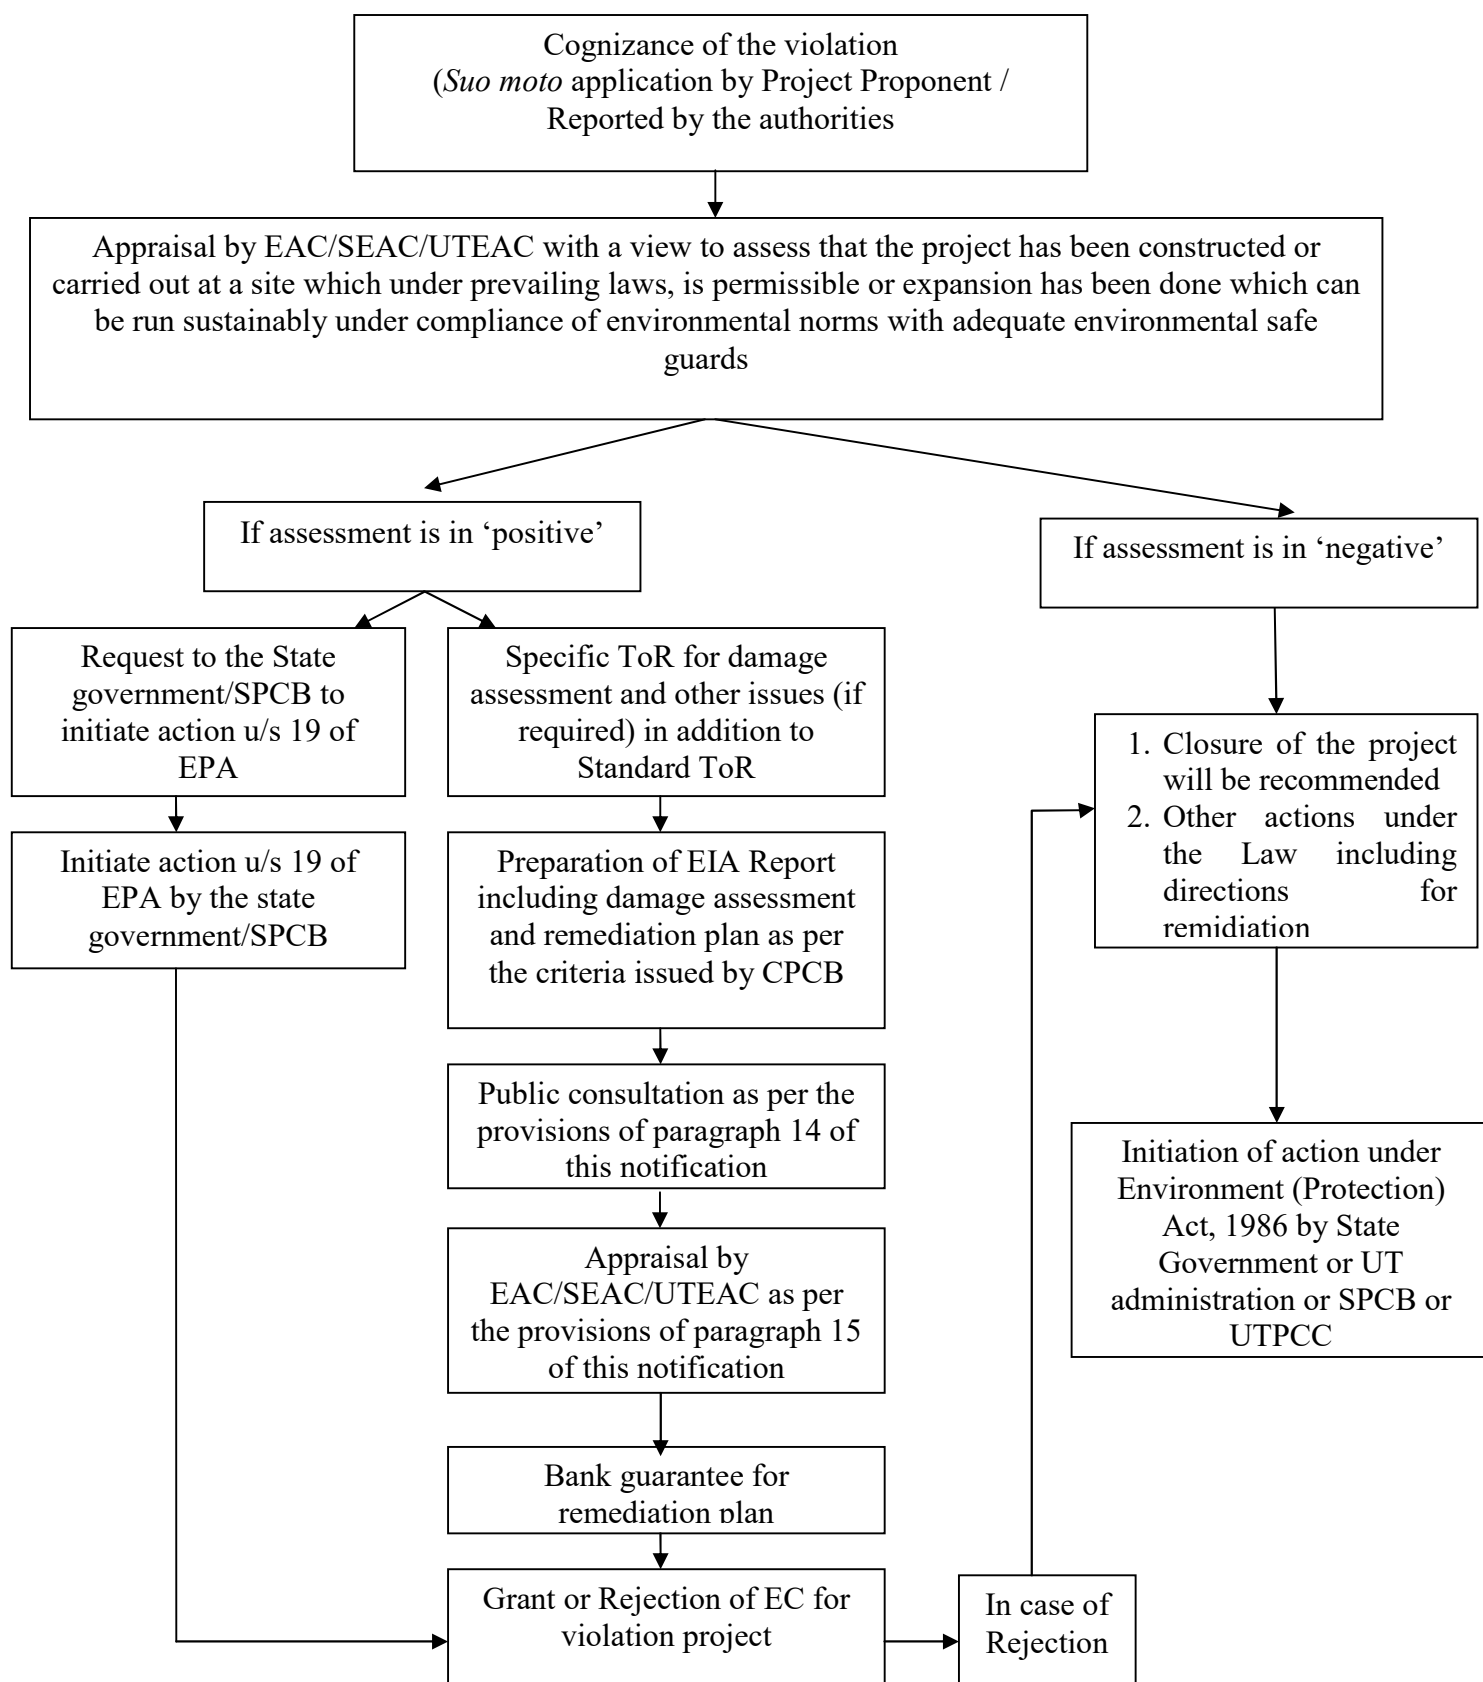 Cognizance of the violation
(Suo moto application by Project Proponent /
Reported by the authorities
Appraisal by EAC/SEAC/UTEAC with a view to assess that the project has been constructed or
carried out at a site which under prevailing laws, is permissible or expansion has been done which can
be run sustainably under compliance of environmental norms with adequate environmental safe
guards
If assessment is in ‘positive’
If assessment is in ‘negative’
Request to the State
government/SPCB to
initiate action u/s 19 of
EPA
Initiate action u/s 19 of
EPA by the state
government/SPCB
Specific ToR for damage
assessment and other issues (if
required) in addition to
Standard ToR
Preparation of EIA Report
including damage assessment
and remediation plan as per
the criteria issued by CPCB
Public consultation as per the
provisions of paragraph 14 of
this notification
Appraisal by
EAC/SEAC/UTEAC as per
the provisions of paragraph 15
of this notification
Bank guarantee for
remediation plan
Grant or Rejection of EC for
violation project
In case of
Rejection
1. Closure of the project
will be recommended
2. Other actions under
the Law including
directions for
remidiation
Initiation of action under
Environment (Protection)
Act, 1986 by State
Government or UT
administration or SPCB or
UTPCC